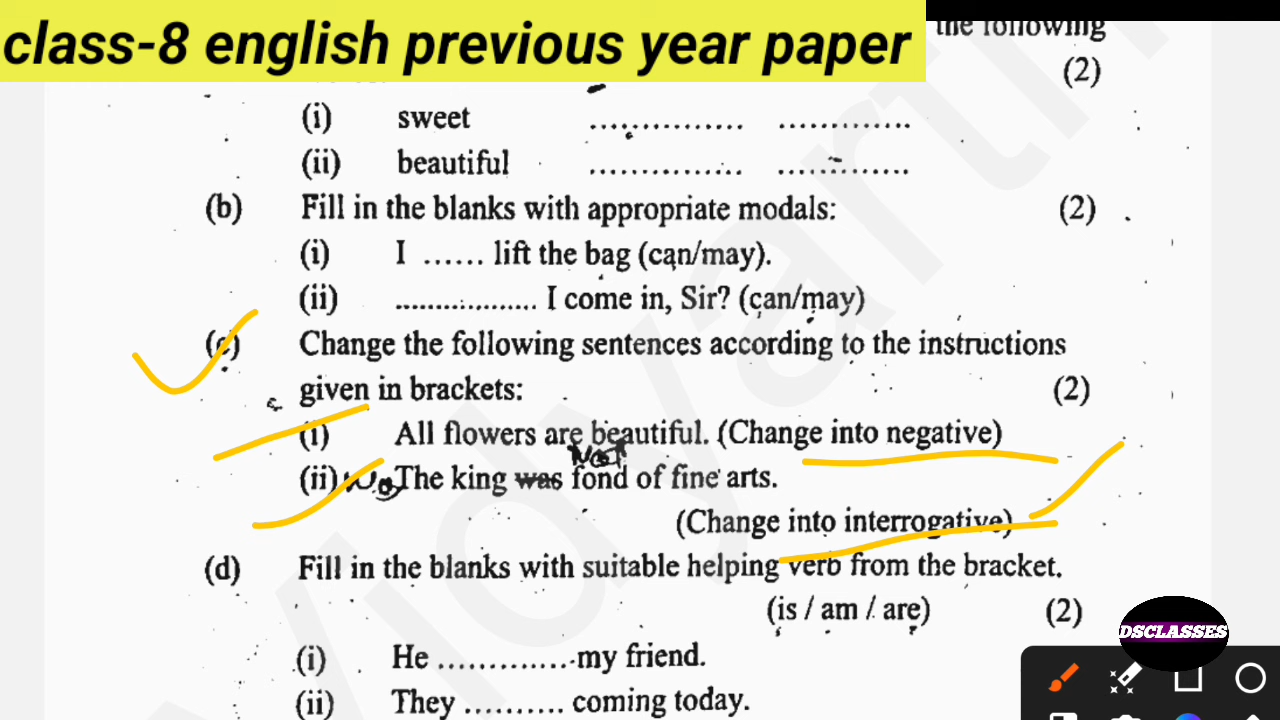 class-8 english previous year paper
the following
(2)
(i) sweet ............... .............
(ii) beautiful ............... .............
(b) Fill in the blanks with appropriate modals: (2)
(i) I ...... lift the bag (can/may).
(ii) .................. I come in, Sir? (can/may)
(c) Change the following sentences according to the instructions
given in brackets: (2)
(i) All flowers are beautiful. (Change into negative)
Not
(ii) The king was fond of fine arts.
(Change into interrogative)
(d) Fill in the blanks with suitable helping verb from the bracket.
(is / am / are) (2)
(i) He ............. my friend.
(ii) They .......... coming today.
DSCLASSES
Vidyarthi